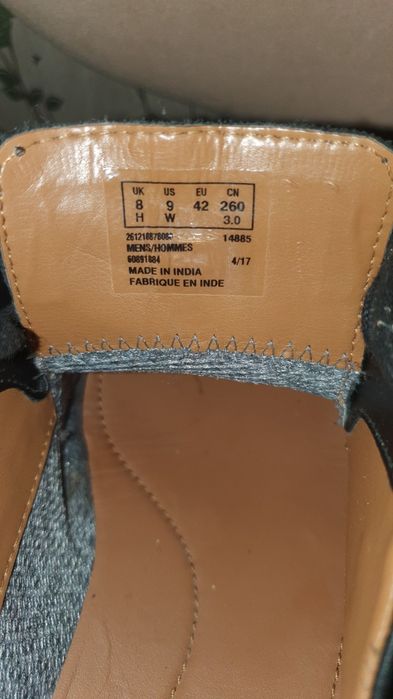 UK US EU CN
8 9 42 260
H W 3.0
14885
MENS/HOMMES
60891684 4/17
MADE IN INDIA
FABRIQUE EN INDE